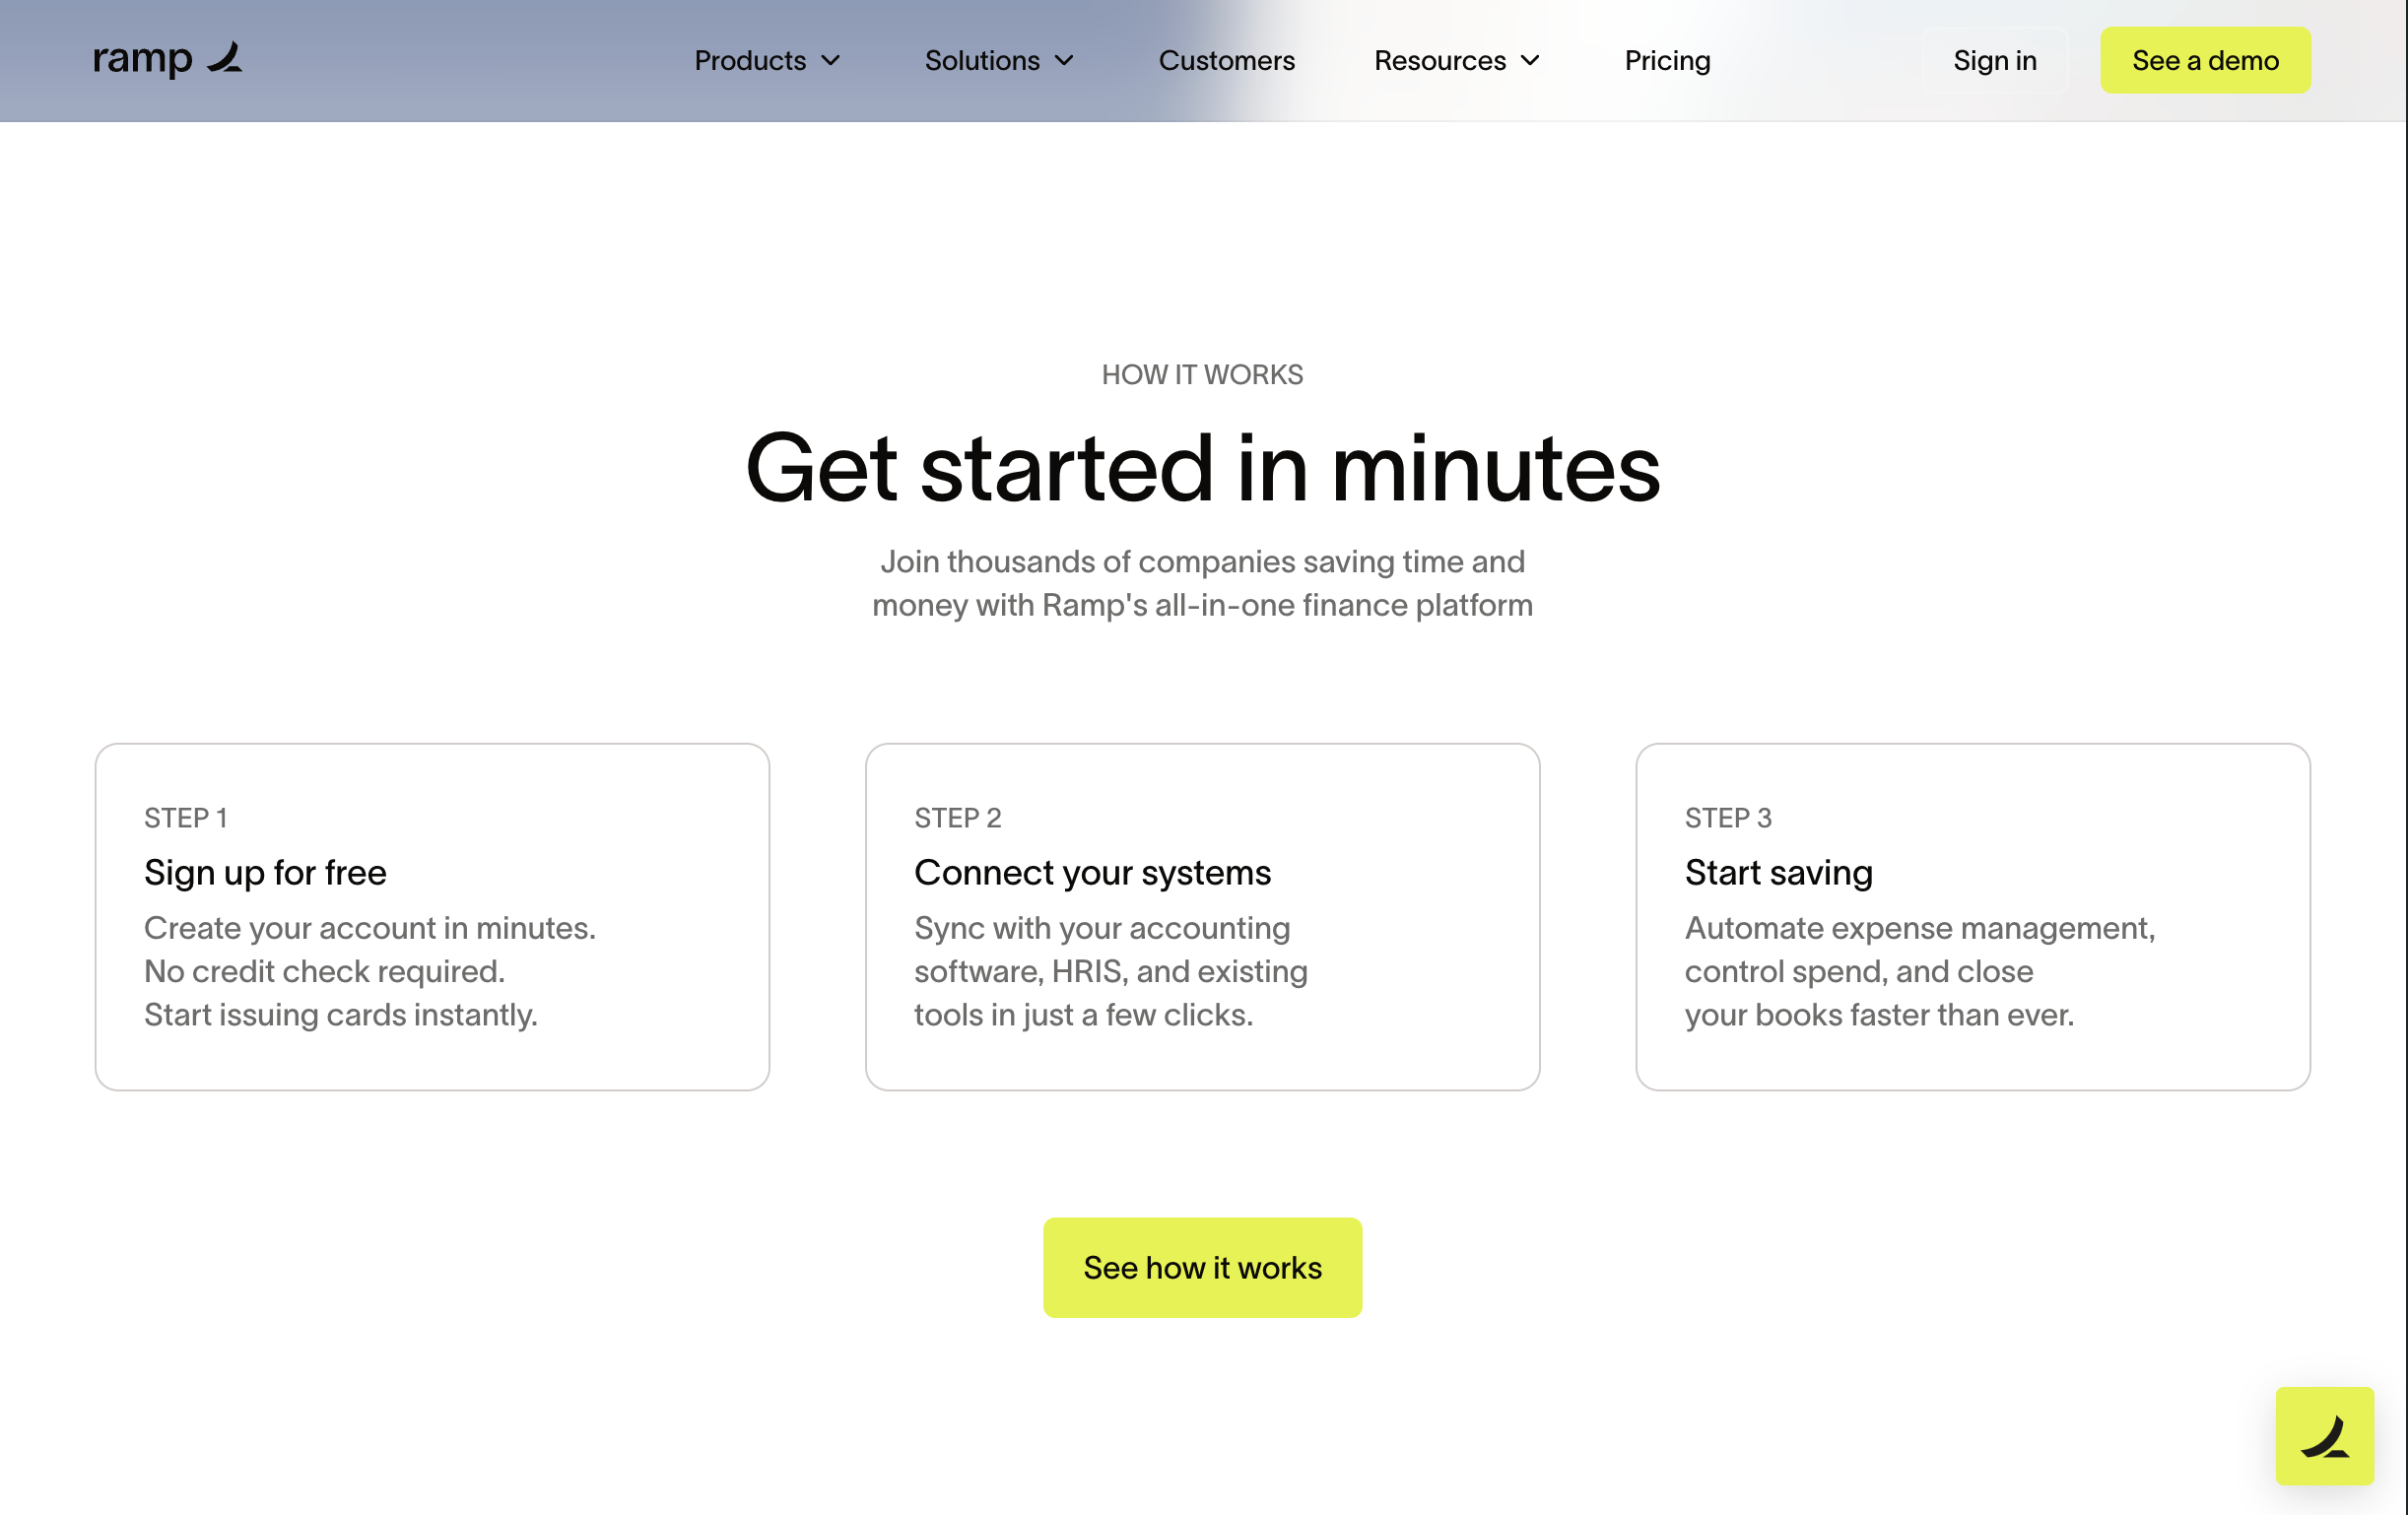 ramp
Products
Solutions
Customers
Resources
Pricing
Sign in
See a demo
HOW IT WORKS
Get started in minutes
Join thousands of companies saving time and
money with Ramp's all-in-one finance platform
STEP 1
Sign up for free
Create your account in minutes.
No credit check required.
Start issuing cards instantly.
STEP 2
Connect your systems
Sync with your accounting
software, HRIS, and existing
tools in just a few clicks.
STEP 3
Start saving
Automate expense management,
control spend, and close
your books faster than ever.
See how it works